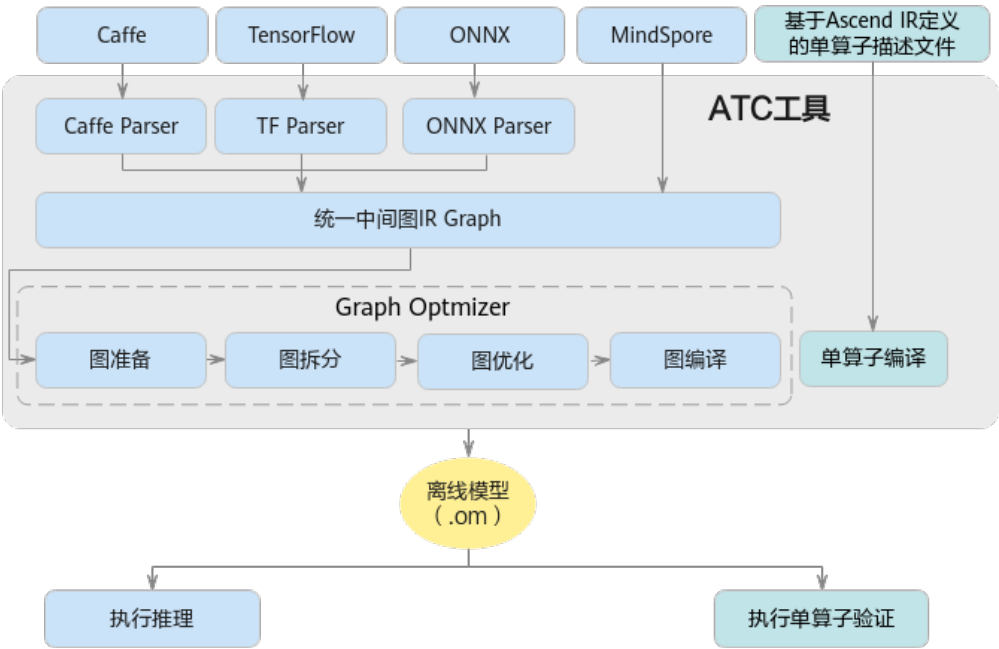 Caffe
TensorFlow
ONNX
MindSpore
基于Ascend IR定义
的单算子描述文件
ATC工具
Caffe Parser
TF Parser
ONNX Parser
统一中间图IR Graph
Graph Optmizer
图准备
图拆分
图优化
图编译
单算子编译
离线模型
（.om）
执行推理
执行单算子验证